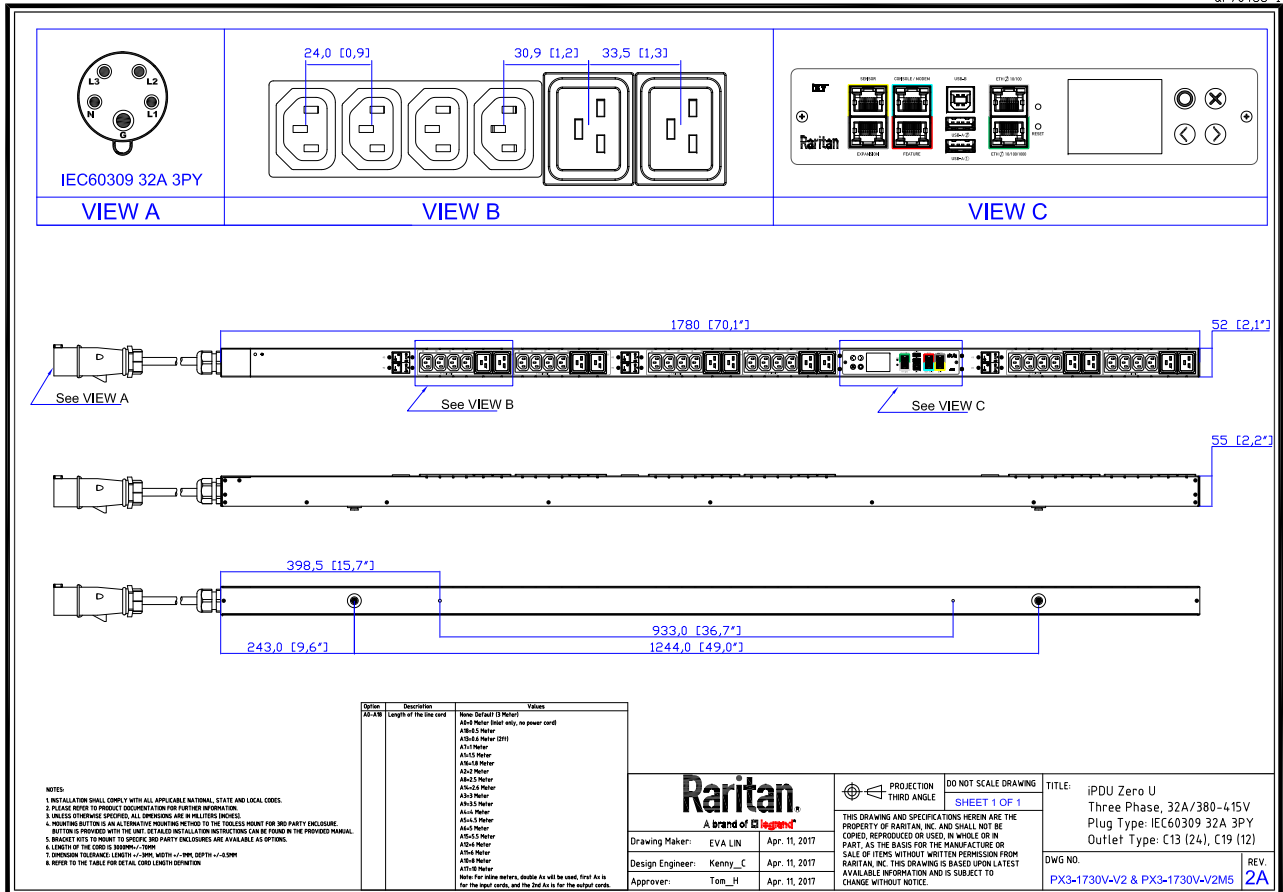 L3
L2
N
L1
G
IEC60309 32A 3PY
VIEW A
24,0 [0,9]
30,9 [1,2]
33,5 [1,3]
VIEW B
SENSOR
CONSOLE / MODEM
USB-B
ETH 10/100
Raritan
EXPANSION
FEATURE
USB-A
USB-A
RESET
ETH 10/100/1000
VIEW C
1780 [70,1"]
52 [2,1"]
See VIEW A
See VIEW B
See VIEW C
55 [2,2"]
398,5 [15,7"]
933,0 [36,7"]
243,0 [9,6"]
1244,0 [49,0"]
Option Description Values
A0-A18 Length of the line cord None: Default (3 Meter)
A0=0 Meter (Inlet only, no power cord)
A18=0.5 Meter
A13=0.6 Meter (2ft)
A7=1 Meter
A1=1.5 Meter
A16=1.8 Meter
A2=2 Meter
A8=2.5 Meter
A14=2.6 Meter
A3=3 Meter
A9=3.5 Meter
A4=4 Meter
A5=4.5 Meter
A6=5 Meter
A15=5.5 Meter
A12=6 Meter
A11=6 Meter
A10=8 Meter
A17=10 Meter
Note: For inline meters, double Ax will be used, first Ax is
for the input cords, and the 2nd Ax is for the output cords.
NOTES:
1. INSTALLATION SHALL COMPLY WITH ALL APPLICABLE NATIONAL, STATE AND LOCAL CODES.
2. PLEASE REFER TO PRODUCT DOCUMENTATION FOR FURTHER INFORMATION.
3. UNLESS OTHERWISE SPECIFIED, ALL DIMENSIONS ARE IN MILLITERS [INCHES].
4. MOUNTING BUTTON IS AN ALTERNATIVE MOUNTING METHOD TO THE TOOLESS MOUNT FOR 3RD PARTY ENCLOSURE.
BUTTON IS PROVIDED WITH THE UNIT. DETAILED INSTALLATION INSTRUCTIONS CAN BE FOUND IN THE PROVIDED MANUAL.
5. BRACKET KITS TO MOUNT TO SPECIFIC 3RD PARTY ENCLOSURES ARE AVAILABLE AS OPTIONS.
6. LENGTH OF THE CORD IS 3000MM+/-70MM
7. DIMENSION TOLERANCE: LENGTH +/-3MM, WIDTH +/-1MM, DEPTH +/-0.5MM
8. REFER TO THE TABLE FOR DETAIL CORD LENGTH DEFINITION
Raritan.
A brand of legrand
Drawing Maker: EVA LIN Apr. 11, 2017
Design Engineer: Kenny_C Apr. 11, 2017
Approver: Tom_H Apr. 11, 2017
PROJECTION
THIRD ANGLE
DO NOT SCALE DRAWING
SHEET 1 OF 1
THIS DRAWING AND SPECIFICATIONS HEREIN ARE THE
PROPERTY OF RARITAN, INC. AND SHALL NOT BE
COPIED, REPRODUCED OR USED, IN WHOLE OR IN
PART, AS THE BASIS FOR THE MANUFACTURE OR
SALE OF ITEMS WITHOUT WRITTEN PERMISSION FROM
RARITAN, INC. THIS DRAWING IS BASED UPON LATEST
AVAILABLE INFORMATION AND IS SUBJECT TO
CHANGE WITHOUT NOTICE.
TITLE:
iPDU Zero U
Three Phase, 32A/380-415V
Plug Type: IEC60309 32A 3PY
Outlet Type: C13 (24), C19 (12)
DWG NO.
PX3-1730V-V2 & PX3-1730V-V2M5
REV.
2A